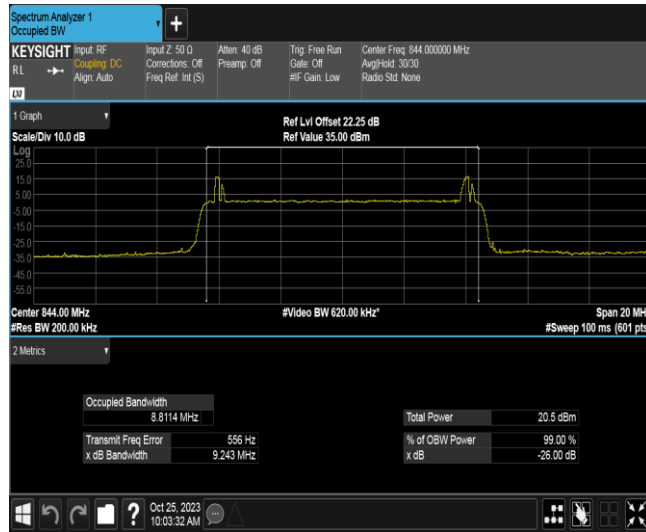 Spectrum Analyzer 1
Occupied BW
+
KEYSIGHT
RL
LXI
Input: RF
Coupling: DC
Align: Auto
Input Z: 50 Ω
Corrections: Off
Freq Ref: Int (S)
Atten: 40 dB
Preamp: Off
Trig: Free Run
Gate: Off
#IF Gain: Low
Center Freq: 844.000000 MHz
Avg|Hold: 30/30
Radio Std: None
1 Graph
Scale/Div 10.0 dB
Ref Lvl Offset 22.25 dB
Ref Value 35.00 dBm
Log
25.0
15.0
5.00
-5.00
-15.0
-25.0
-35.0
-45.0
-55.0
Center 844.00 MHz
#Video BW 620.00 kHz*
Span 20 MH
#Res BW 200.00 kHz
#Sweep 100 ms (601 pts
2 Metrics
Occupied Bandwidth
8.8114 MHz
Transmit Freq Error 556 Hz
x dB Bandwidth 9.243 MHz
Total Power 20.5 dBm
% of OBW Power 99.00 %
x dB -26.00 dB
?
Oct 25, 2023
10:03:32 AM